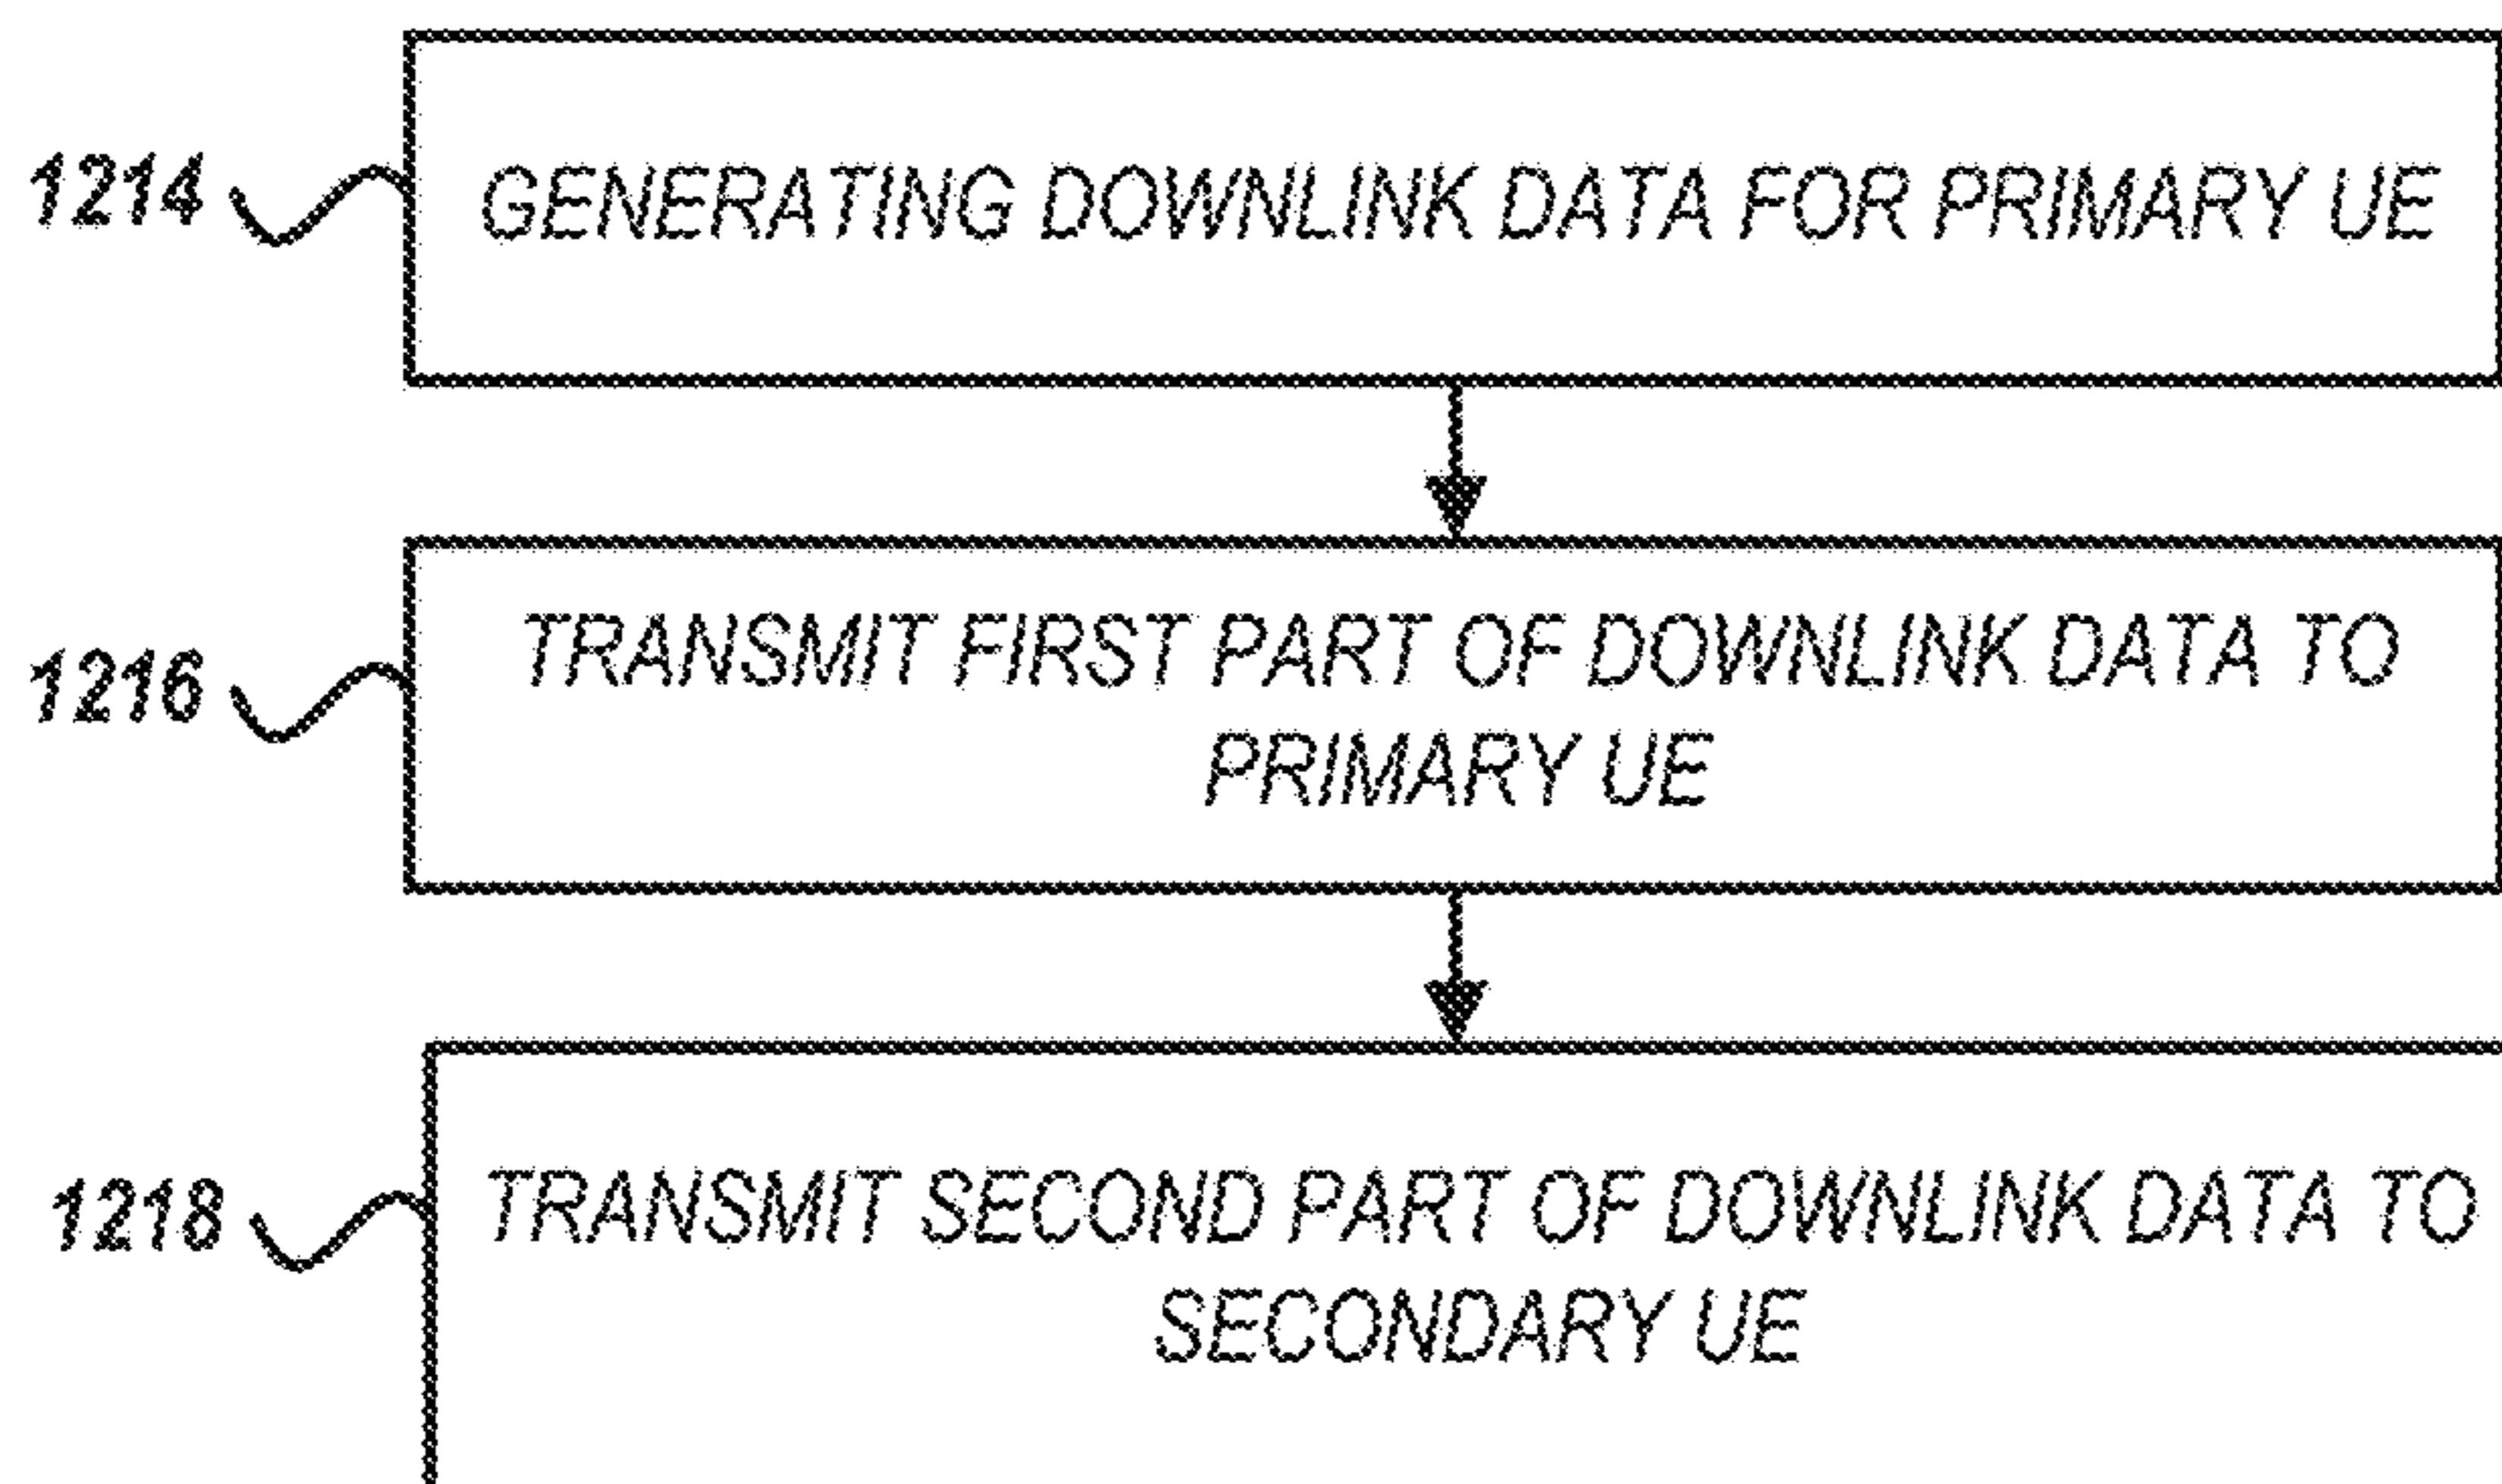 1214
GENERATING DOWNLINK DATA FOR PRIMARY UE
1216
TRANSMIT FIRST PART OF DOWNLINK DATA TO
PRIMARY UE
1218
TRANSMIT SECOND PART OF DOWNLINK DATA TO
SECONDARY UE